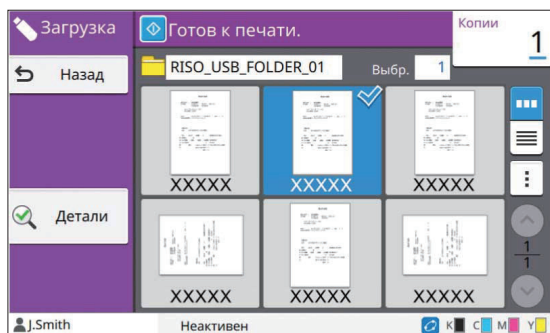 Загрузка
Готов к печати.
Копии
1
Назад
RISO_USB_FOLDER_01
Выбр. 1
XXXXX XXXXX XXXXX
Детали
1
1
XXXXX XXXXX XXXXX
J.Smith
Неактивен
K C M Y